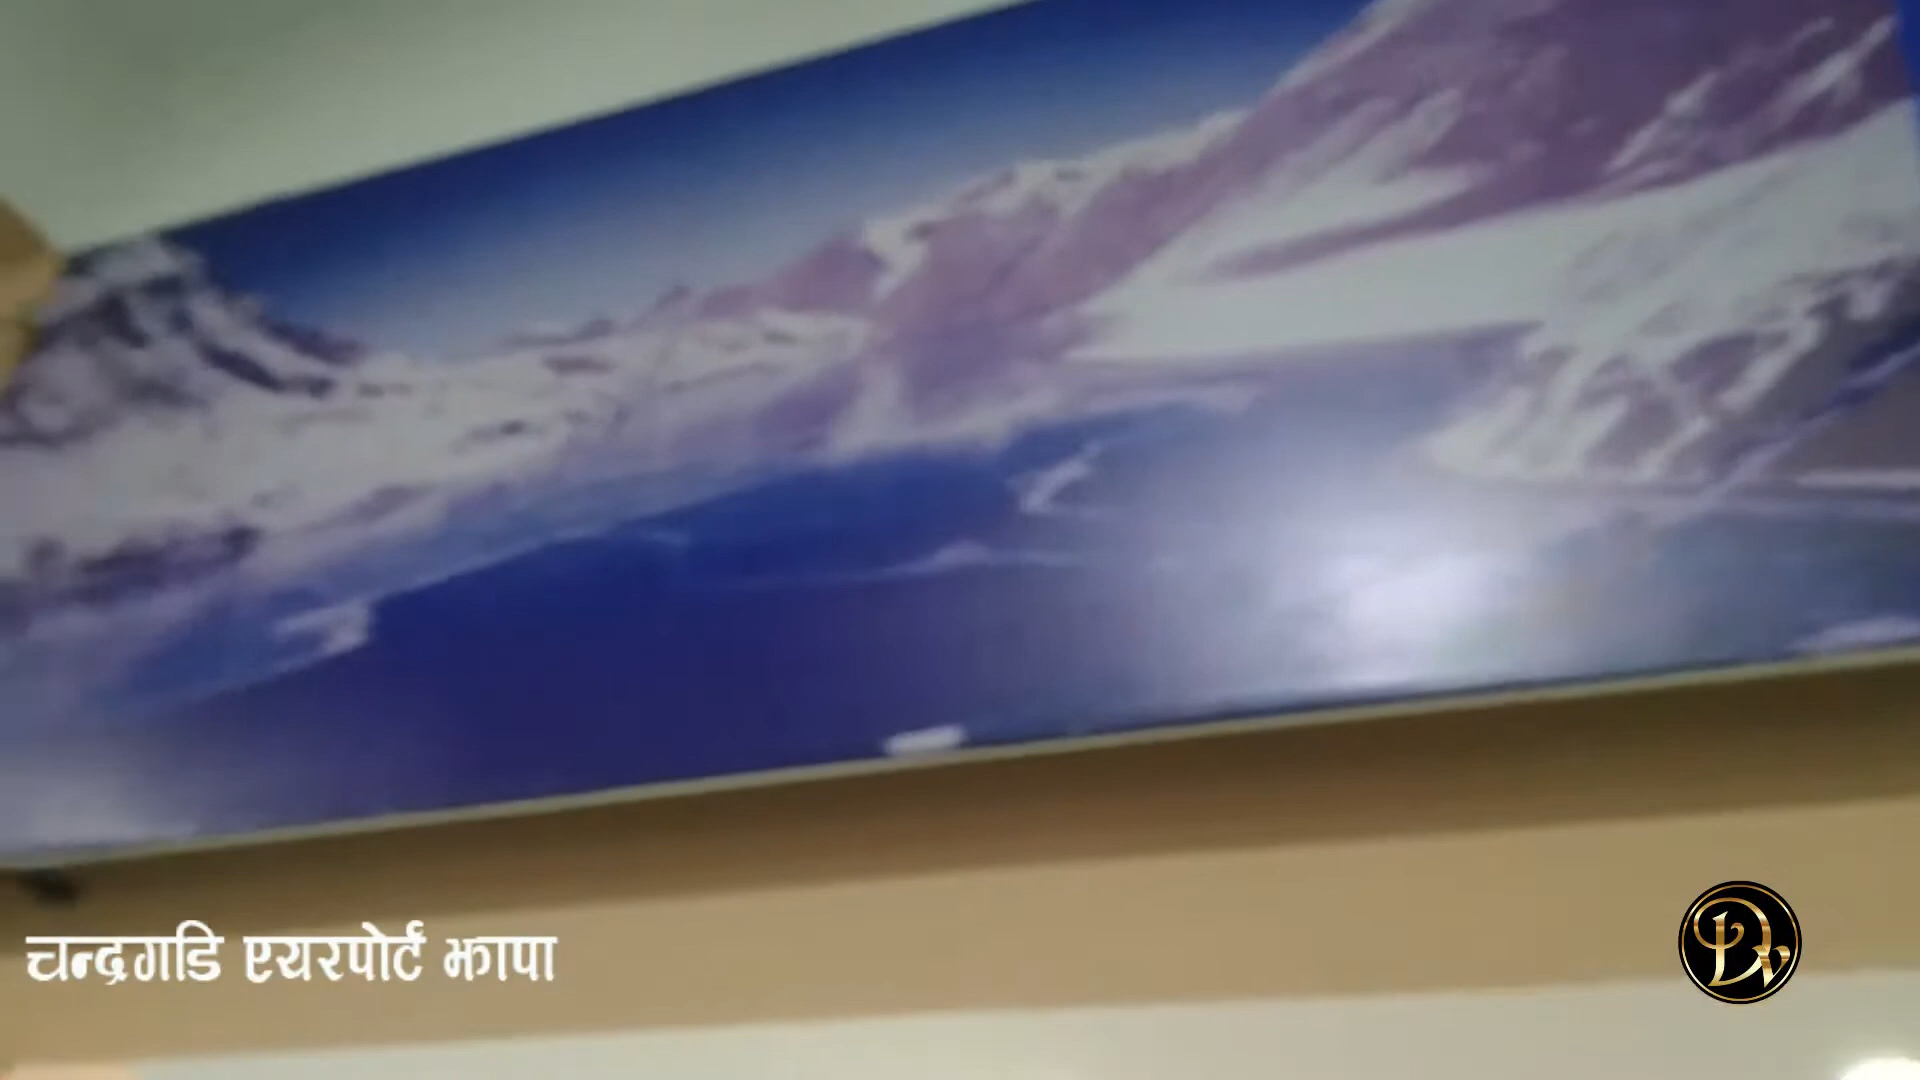 चन्द्रगडि एयरपोर्ट झापा